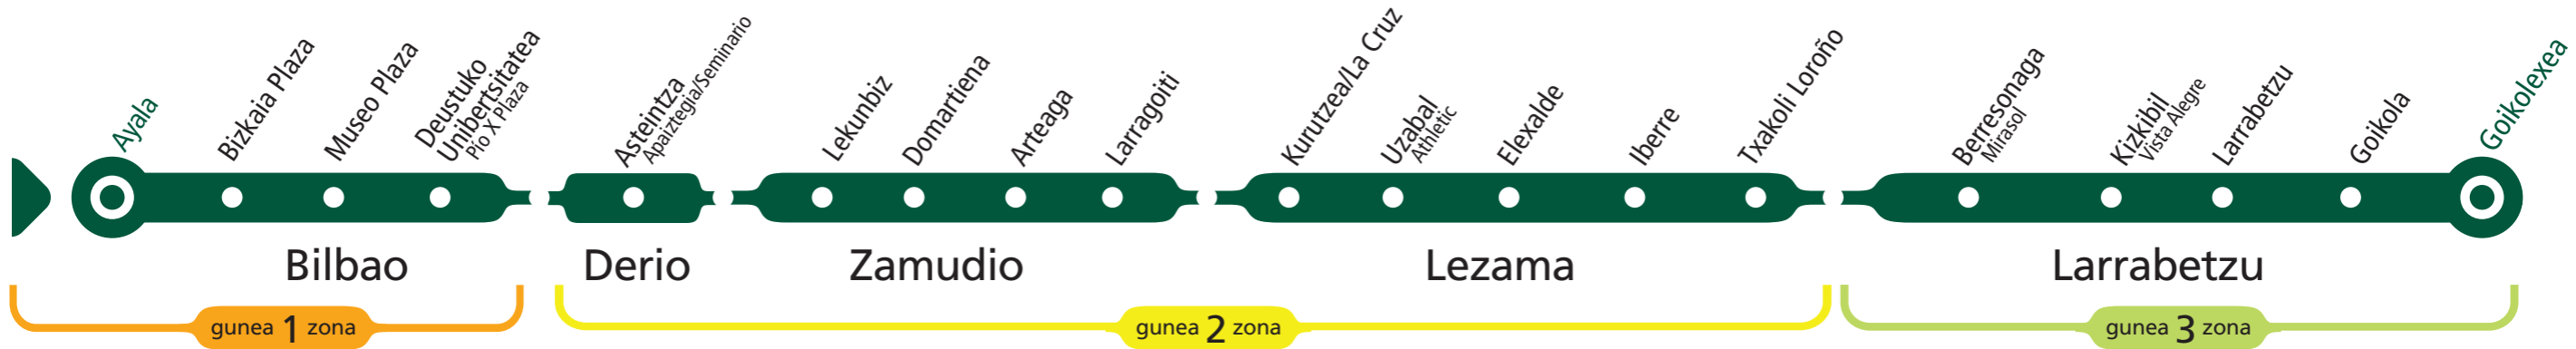 Ayala
Bizkaia Plaza
Museo Plaza
Deustuko
Unibertsitatea
Pío X Plaza
Asteintza
Apaiztegia/Seminario
Lekunbiz
Domartiena
Arteaga
Larragoiti
Kurutzea/La Cruz
Uzabal
Athletic
Elexalde
Iberre
Txakoli Loroño
Berresonaga
Mirasol
Kizkibil
Vista Alegre
Larrabetzu
Goikola
Goikolexea
Bilbao
Derio
Zamudio
Lezama
Larrabetzu
gunea 1 zona
gunea 2 zona
gunea 3 zona